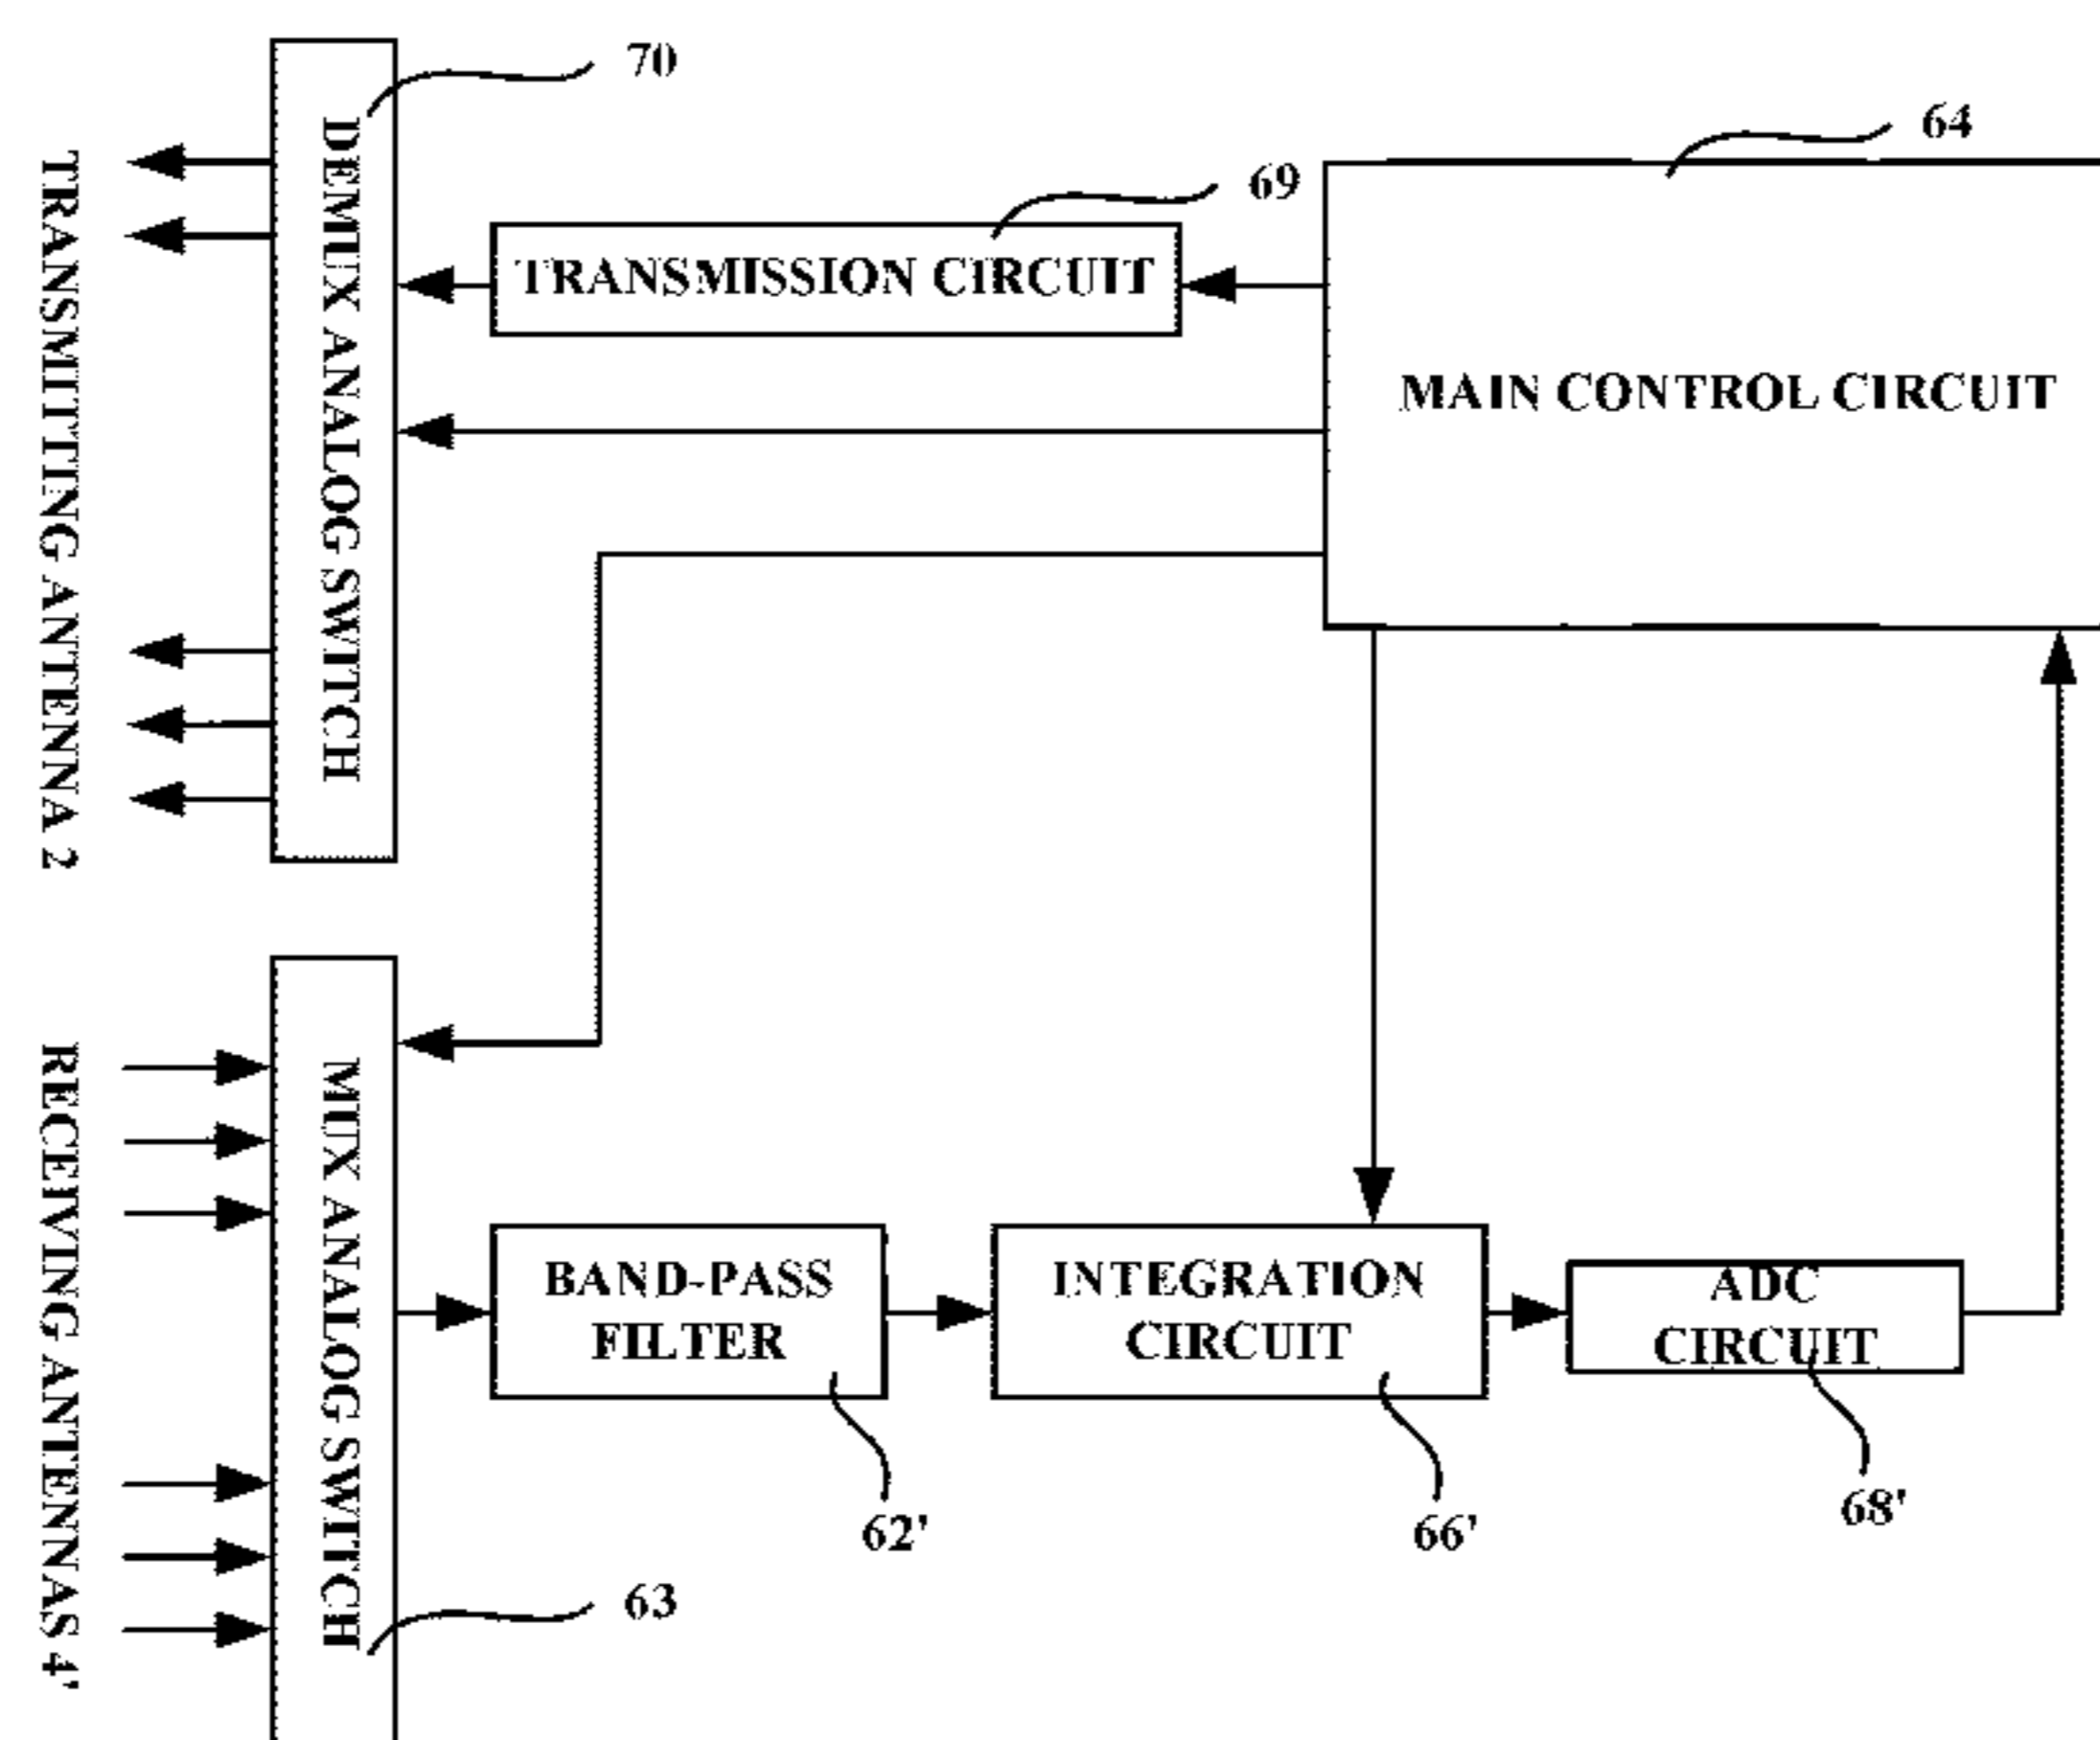 70
64
69
TRANSMISSION CIRCUIT
MAIN CONTROL CIRCUIT
DEMUX ANALOG SWITCH
TRANSMITTING ANTENNA 2
RECEIVING ANTENNAS 4'
MUX ANALOG SWITCH
BAND-PASS
FILTER
INTEGRATION
CIRCUIT
ADC
CIRCUIT
62'
66'
68'
63